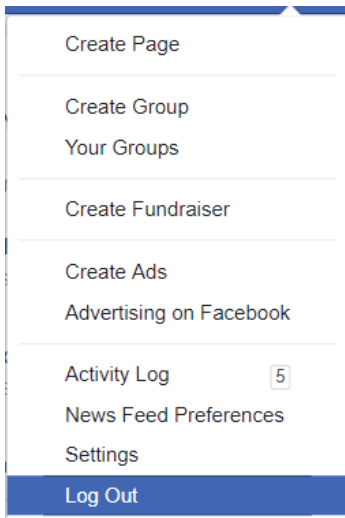 Create Page
Create Group
Your Groups
Create Fundraiser
Create Ads
Advertising on Facebook
Activity Log 5
News Feed Preferences
Settings
Log Out